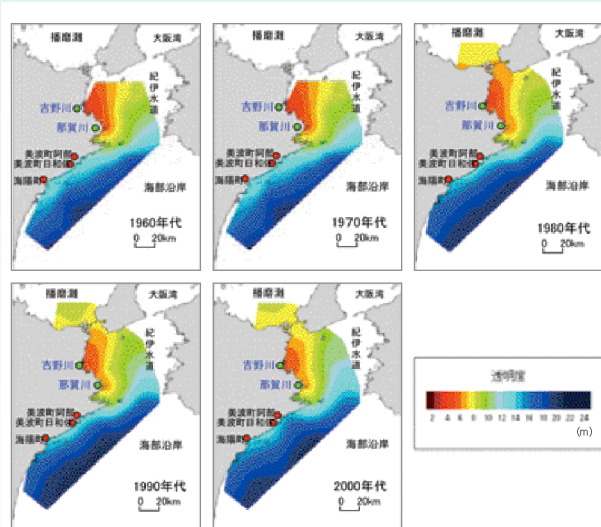 播磨灘
大阪湾
紀伊水道
吉野川
那賀川
美波町阿部
美波町日和佐
海陽町
海部沿岸
1960年代
0 20km
播磨灘
大阪湾
紀伊水道
吉野川
那賀川
美波町阿部
美波町日和佐
海陽町
海部沿岸
1970年代
0 20km
播磨灘
大阪湾
紀伊水道
吉野川
那賀川
美波町阿部
美波町日和佐
海陽町
海部沿岸
1980年代
0 20km
播磨灘
大阪湾
紀伊水道
吉野川
那賀川
美波町阿部
美波町日和佐
海陽町
海部沿岸
1990年代
0 20km
播磨灘
大阪湾
紀伊水道
吉野川
那賀川
美波町阿部
美波町日和佐
海陽町
海部沿岸
2000年代
0 20km
透明度
2 4 6 8 10 12 14 16 18 20 22 24
(m)